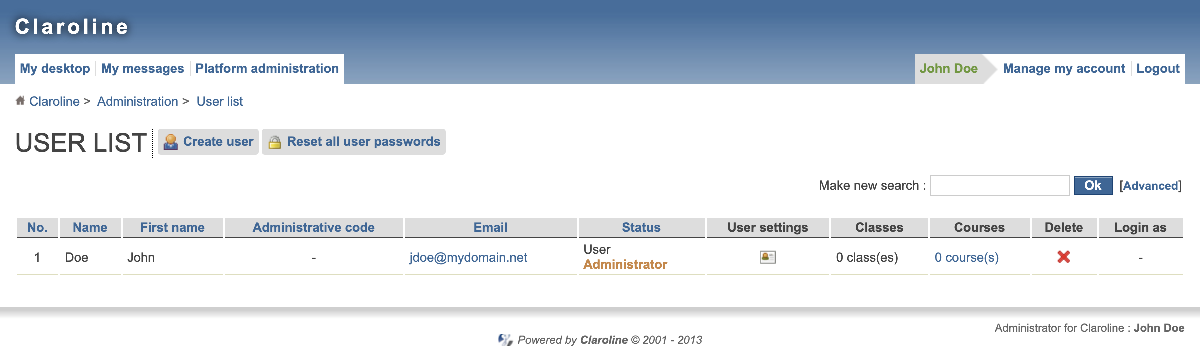 Claroline
My desktop My messages Platform administration John Doe Manage my account Logout
Claroline > Administration > User list
USER LIST Create user Reset all user passwords
Make new search : Ok [Advanced]
No. Name First name Administrative code Email Status User settings Classes Courses Delete Login as
1 Doe John - jdoe@mydomain.net User Administrator 0 class(es) 0 course(s) -
Administrator for Claroline : John Doe
Powered by Claroline © 2001 - 2013